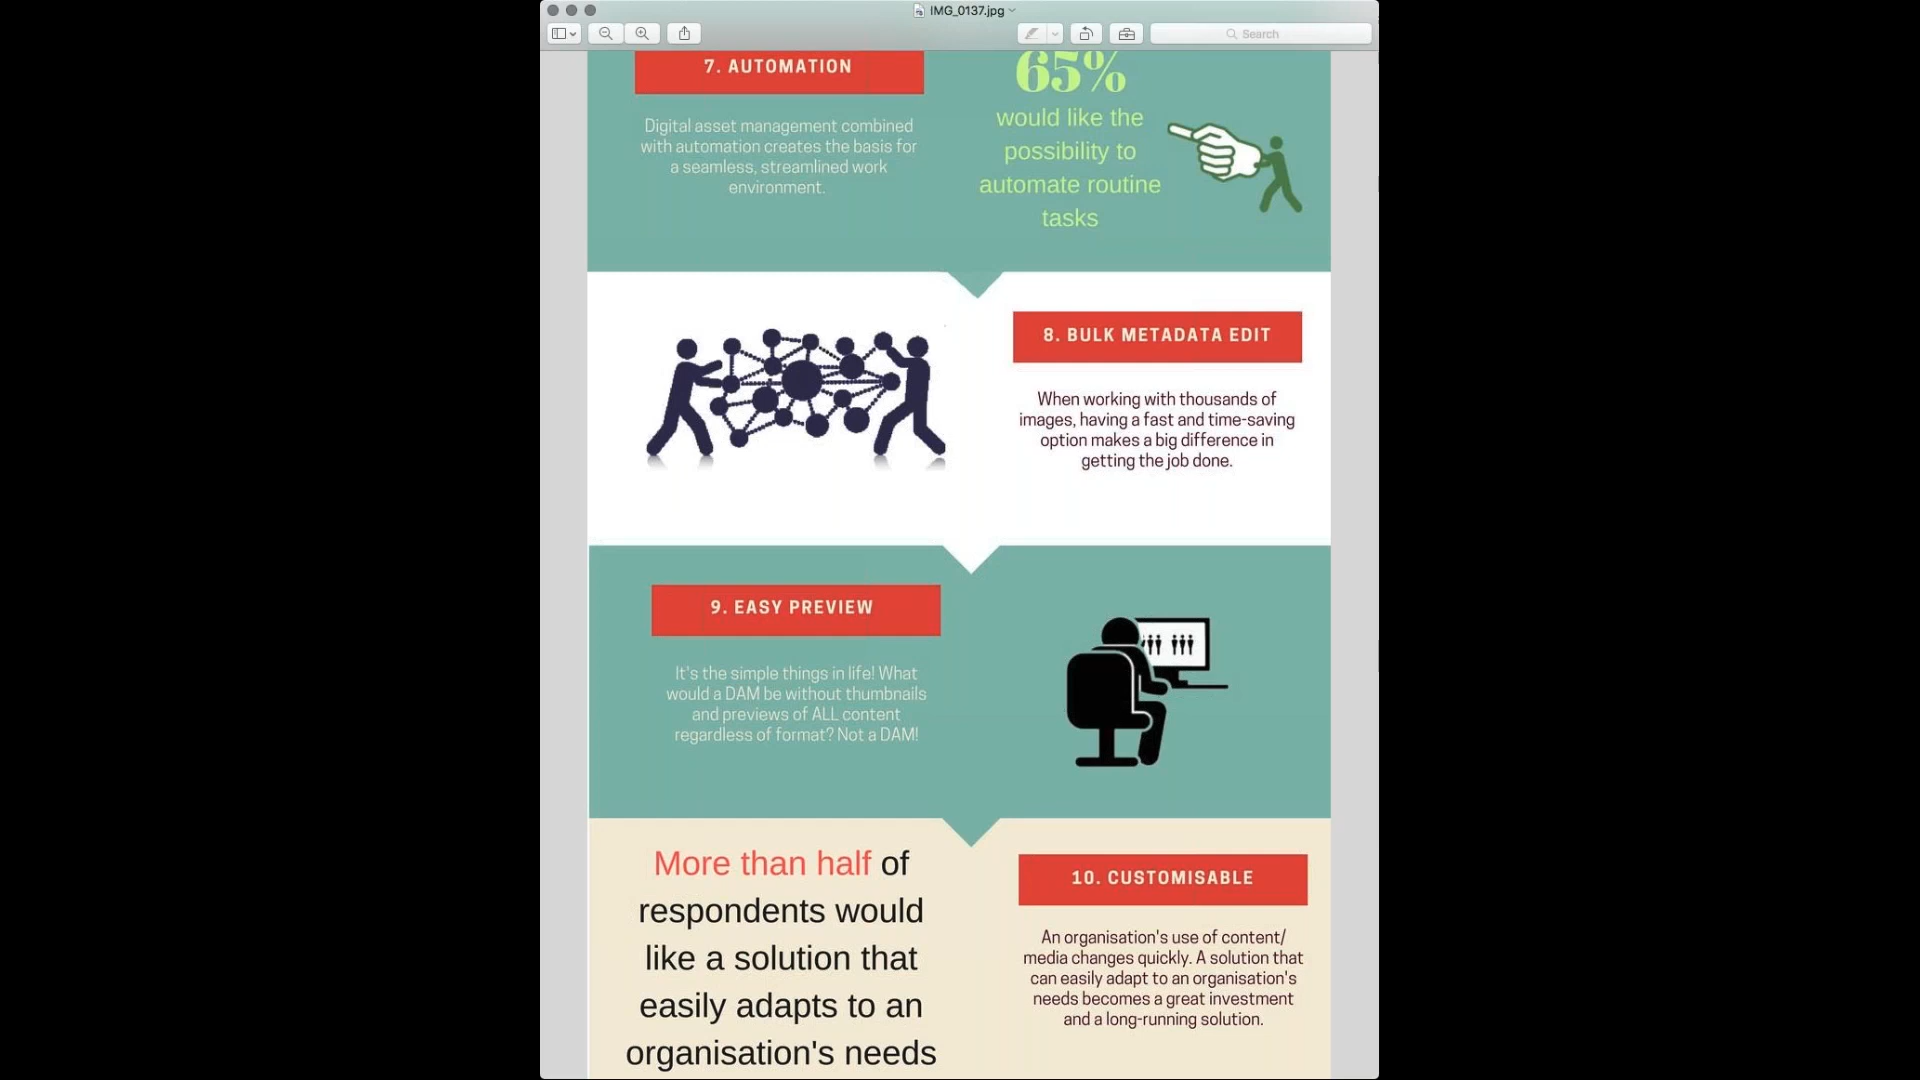 IMG_0137.jpg
Search
7. AUTOMATION
Digital asset management combined
with automation creates the basis for
a seamless, streamlined work
environment.
65%
would like the
possibility to
automate routine
tasks
8. BULK METADATA EDIT
When working with thousands of
images, having a fast and time-saving
option makes a big difference in
getting the job done.
9. EASY PREVIEW
It's the simple things in life! What
would a DAM be without thumbnails
and previews of ALL content
regardless of format? Not a DAM!
More than half of
respondents would
like a solution that
easily adapts to an
organisation's needs
10. CUSTOMISABLE
An organisation's use of content/
media changes quickly. A solution that
can easily adapt to an organisation's
needs becomes a great investment
and a long-running solution.